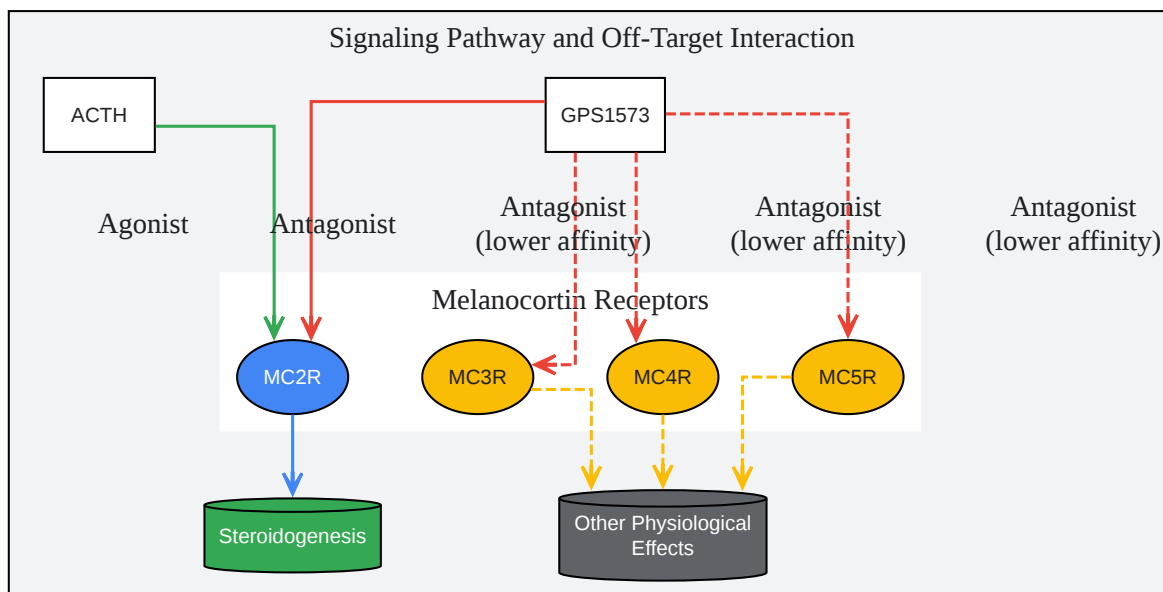 Signaling Pathway and Off-Target Interaction
ACTH
GPS1573
Agonist
Antagonist
Antagonist
(lower affinity)
Antagonist
(lower affinity)
Antagonist
(lower affinity)
Melanocortin Receptors
MC2R
MC3R
MC4R
MC5R
Steroidogenesis
Other Physiological
Effects